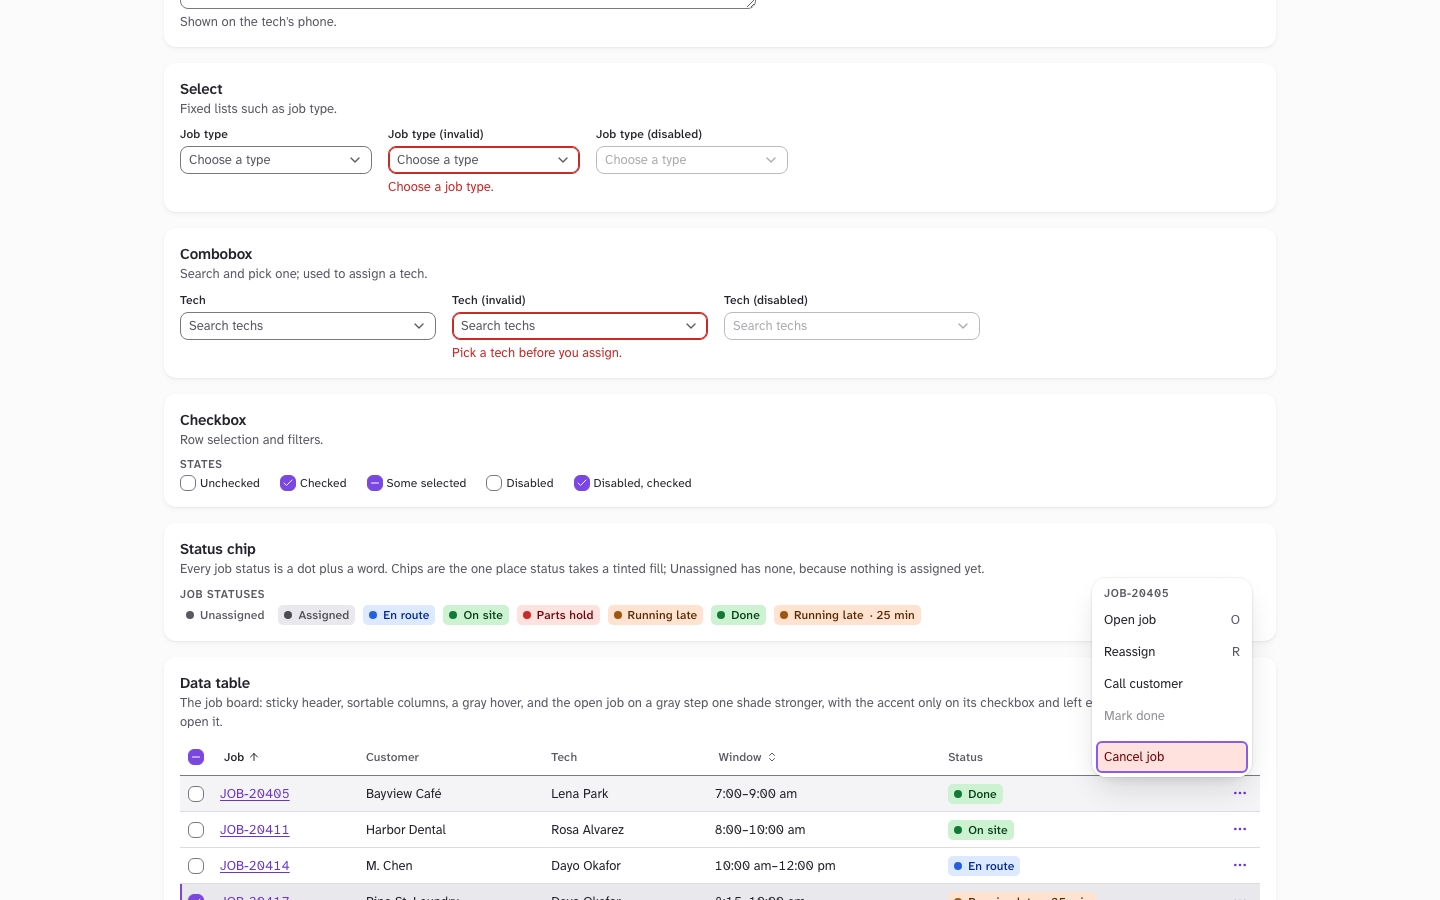 Shown on the tech's phone.
Select
Fixed lists such as job type.
Job type
Job type (invalid)
Job type (disabled)
Choose a type
Choose a type
Choose a type
Choose a job type.
Combobox
Search and pick one; used to assign a tech.
Tech
Tech (invalid)
Tech (disabled)
Search techs
Search techs
Search techs
Pick a tech before you assign.
Checkbox
Row selection and filters.
STATES
Unchecked
Checked
Some selected
Disabled
Disabled, checked
Status chip
Every job status is a dot plus a word. Chips are the one place status takes a tinted fill; Unassigned has none, because nothing is assigned yet.
JOB STATUSES
Unassigned
Assigned
En route
On site
Parts hold
Running late
Done
Running late · 25 min
JOB-20405
Open job O
Reassign R
Call customer
Mark done
Cancel job
Data table
The job board: sticky header, sortable columns, a gray hover, and the open job on a gray step one shade stronger, with the accent only on its checkbox and left
open it.
Job Customer Tech Window Status
JOB-20405 Bayview Café Lena Park 7:00–9:00 am Done
JOB-20411 Harbor Dental Rosa Alvarez 8:00–10:00 am On site
JOB-20414 M. Chen Dayo Okafor 10:00 am–12:00 pm En route